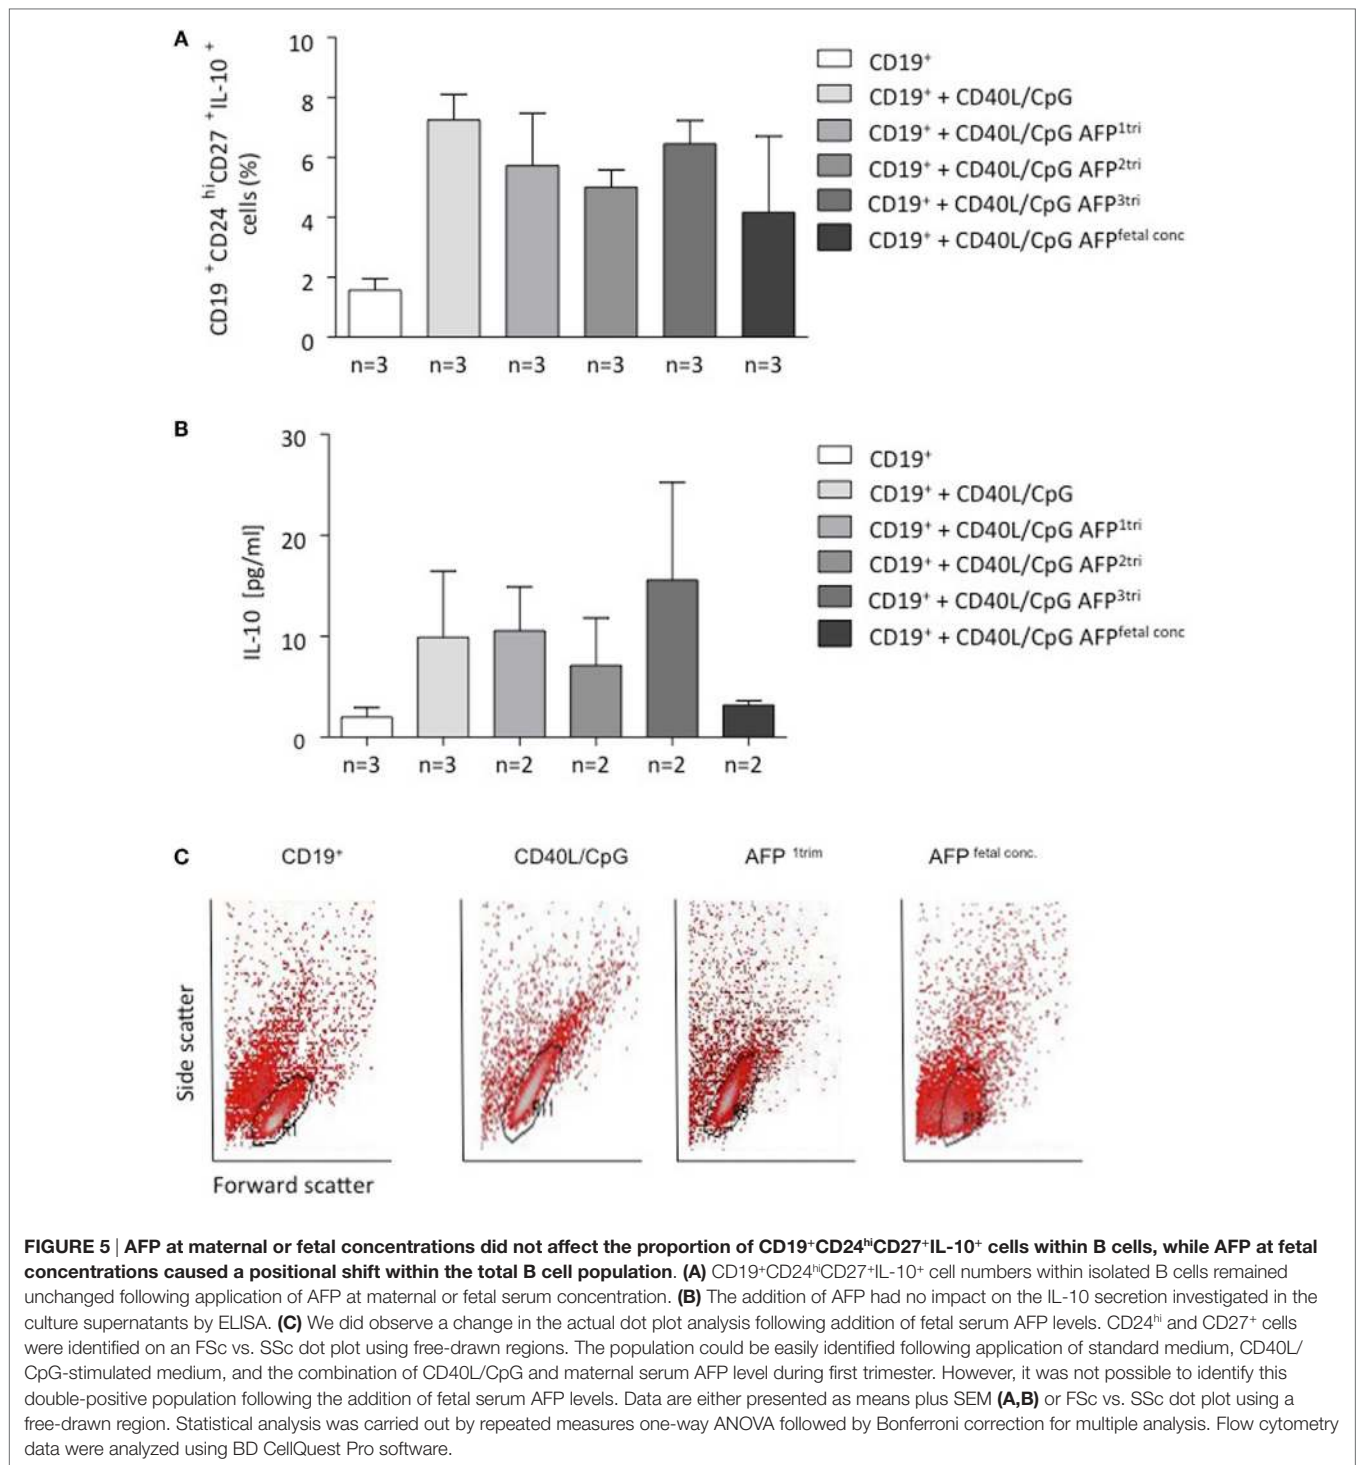 A
CD19 +CD24 hiCD27 +IL-10 +
cells (%)
10
8
6
4
2
0
n=3 n=3 n=3 n=3 n=3 n=3
CD19⁺
CD19⁺ + CD40L/CpG
CD19⁺ + CD40L/CpG AFP1tri
CD19⁺ + CD40L/CpG AFP2tri
CD19⁺ + CD40L/CpG AFP3tri
CD19⁺ + CD40L/CpG AFPfetal conc
B
IL-10 [pg/ml]
30
20
10
0
n=3 n=3 n=2 n=2 n=2 n=2
CD19⁺
CD19⁺ + CD40L/CpG
CD19⁺ + CD40L/CpG AFP1tri
CD19⁺ + CD40L/CpG AFP2tri
CD19⁺ + CD40L/CpG AFP3tri
CD19⁺ + CD40L/CpG AFPfetal conc
C CD19⁺ CD40L/CpG AFP 1trim AFP fetal conc.
Side scatter
R1 R11
Forward scatter
FIGURE 5 | AFP at maternal or fetal concentrations did not affect the proportion of CD19⁺CD24hiCD27⁺IL-10⁺ cells within B cells, while AFP at fetal
concentrations caused a positional shift within the total B cell population. (A) CD19⁺CD24hiCD27⁺IL-10⁺ cell numbers within isolated B cells remained
unchanged following application of AFP at maternal or fetal serum concentration. (B) The addition of AFP had no impact on the IL-10 secretion investigated in the
culture supernatants by ELISA. (C) We did observe a change in the actual dot plot analysis following addition of fetal serum AFP levels. CD24hi and CD27⁺ cells
were identified on an FSc vs. SSc dot plot using free-drawn regions. The population could be easily identified following application of standard medium, CD40L/
CpG-stimulated medium, and the combination of CD40L/CpG and maternal serum AFP level during first trimester. However, it was not possible to identify this
double-positive population following the addition of fetal serum AFP levels. Data are either presented as means plus SEM (A,B) or FSc vs. SSc dot plot using a
free-drawn region. Statistical analysis was carried out by repeated measures one-way ANOVA followed by Bonferroni correction for multiple analysis. Flow cytometry
data were analyzed using BD CellQuest Pro software.